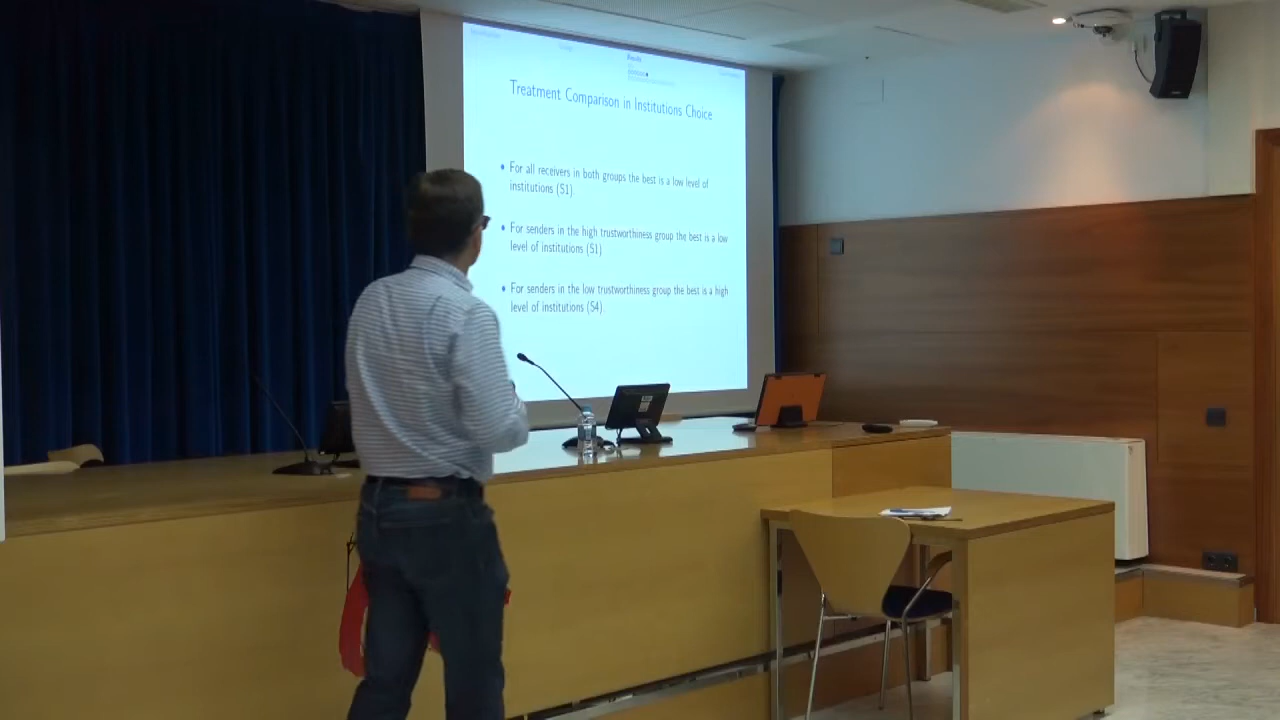 Results
Treatment Comparison in Institutions Choice
• For all receivers in both groups the best is a low level of
institutions (S1)
• For senders in the high trustworthiness group the best is a low
level of institutions (S1)
• For senders in the low trustworthiness group the best is a high
level of institutions (S4)